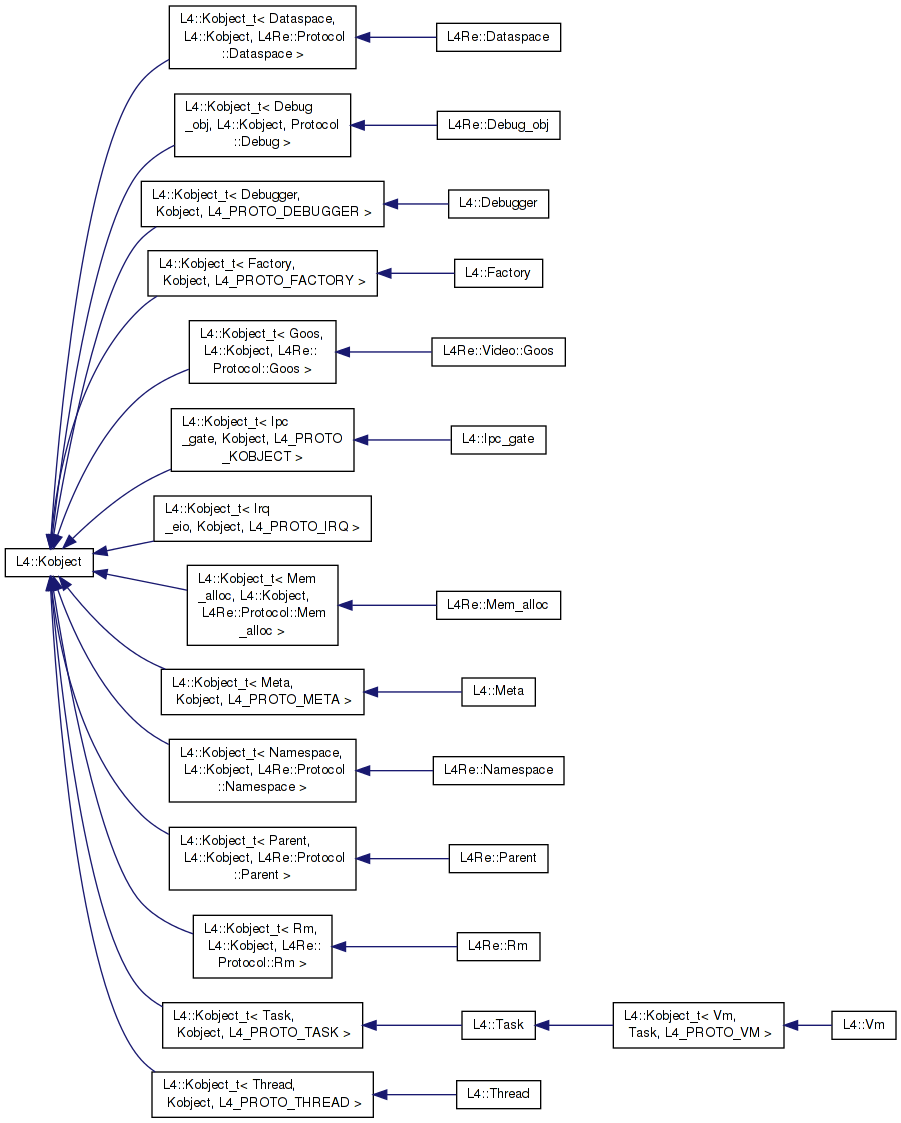 L4::Kobject_t< Dataspace,
L4::Kobject, L4Re::Protocol
::Dataspace >
L4Re::Dataspace
L4::Kobject_t< Debug
_obj, L4::Kobject, Protocol
::Debug >
L4Re::Debug_obj
L4::Kobject_t< Debugger,
Kobject, L4_PROTO_DEBUGGER >
L4::Debugger
L4::Kobject_t< Factory,
Kobject, L4_PROTO_FACTORY >
L4::Factory
L4::Kobject_t< Goos,
L4::Kobject, L4Re::
Protocol::Goos >
L4Re::Video::Goos
L4::Kobject_t< Ipc
_gate, Kobject, L4_PROTO
_KOBJECT >
L4::Ipc_gate
L4::Kobject_t< Irq
_eio, Kobject, L4_PROTO_IRQ >
L4::Kobject
L4::Kobject_t< Mem
_alloc, L4::Kobject,
L4Re::Protocol::Mem
_alloc >
L4Re::Mem_alloc
L4::Kobject_t< Meta,
Kobject, L4_PROTO_META >
L4::Meta
L4::Kobject_t< Namespace,
L4::Kobject, L4Re::Protocol
::Namespace >
L4Re::Namespace
L4::Kobject_t< Parent,
L4::Kobject, L4Re::Protocol
::Parent >
L4Re::Parent
L4::Kobject_t< Rm,
L4::Kobject, L4Re::
Protocol::Rm >
L4Re::Rm
L4::Kobject_t< Task,
Kobject, L4_PROTO_TASK >
L4::Task
L4::Kobject_t< Vm,
Task, L4_PROTO_VM >
L4::Vm
L4::Kobject_t< Thread,
Kobject, L4_PROTO_THREAD >
L4::Thread